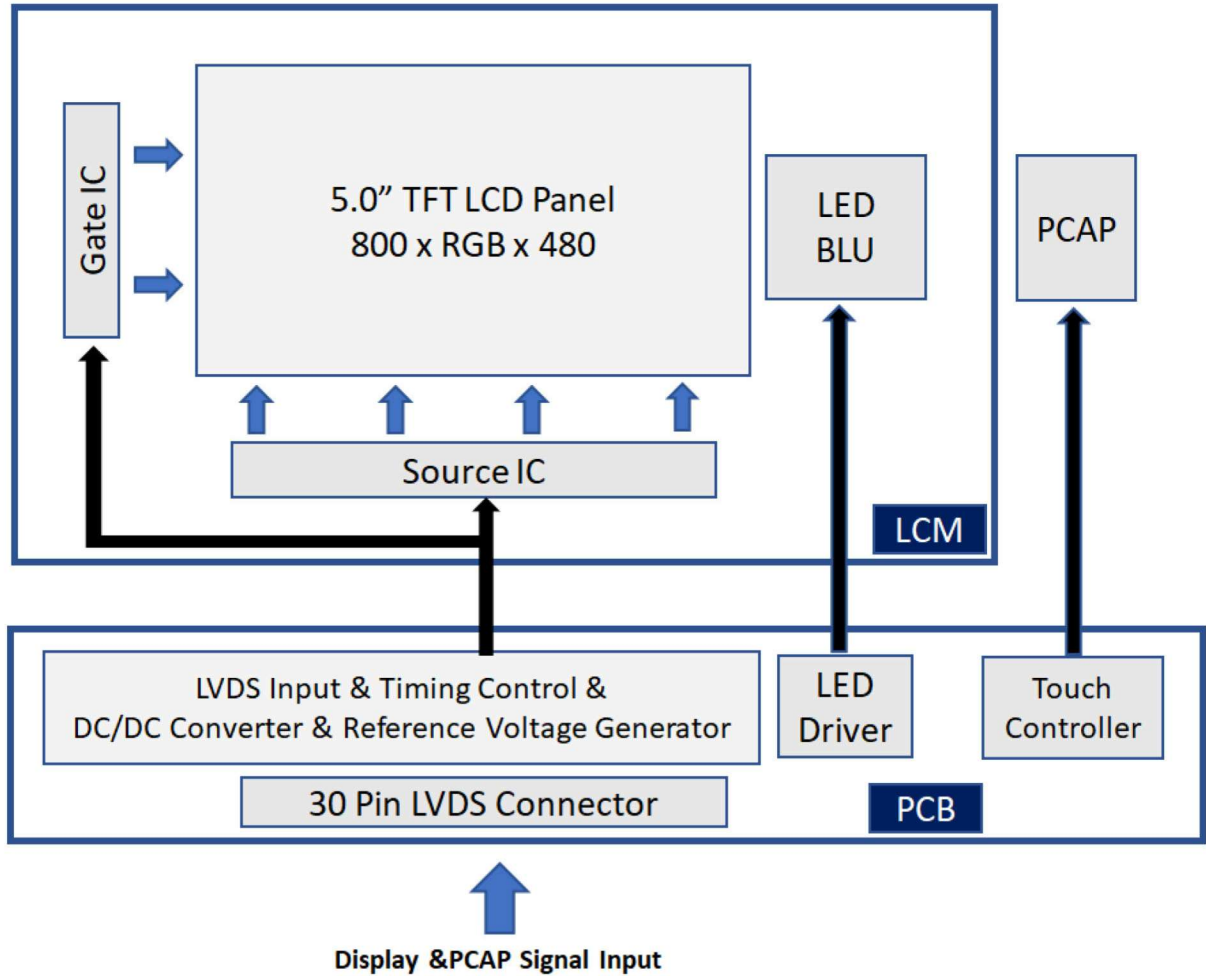 Gate IC
5.0” TFT LCD Panel
800 x RGB x 480
LED
BLU
PCAP
Source IC
LCM
LVDS Input & Timing Control &
DC/DC Converter & Reference Voltage Generator
LED
Driver
Touch
Controller
30 Pin LVDS Connector
PCB
Display &PCAP Signal Input